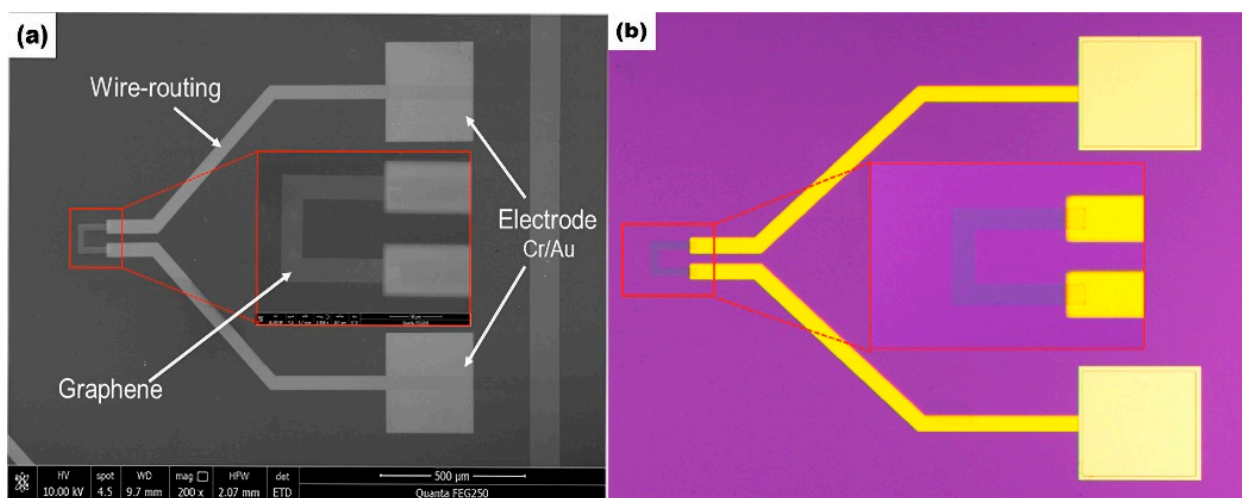 (a)
Wire-routing
Electrode
Cr/Au
Graphene
HV spot WD mag HFW det
10.00 kV 4.5 9.7 mm 200 x 2.07 mm ETD
500 µm
Quanta FEG250
(b)